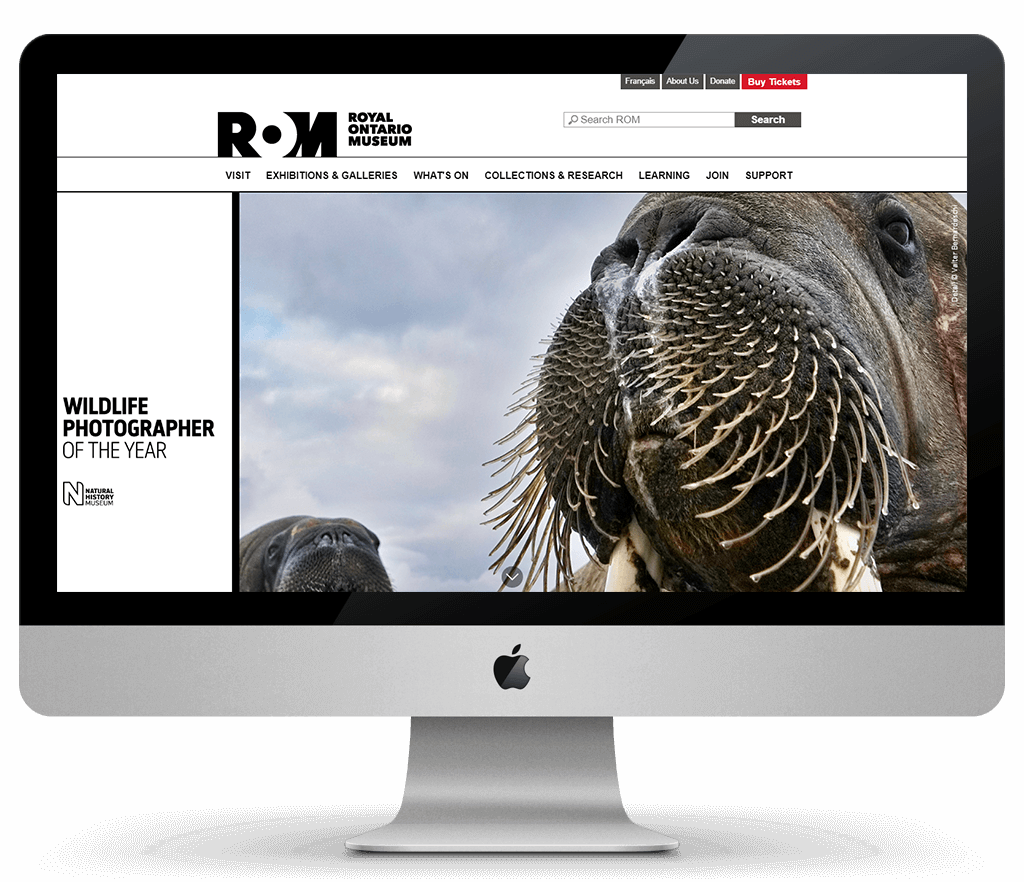 Français About Us Donate Buy Tickets
ROM
ROYAL
ONTARIO
MUSEUM
Search ROM Search
VISIT EXHIBITIONS & GALLERIES WHAT'S ON COLLECTIONS & RESEARCH LEARNING JOIN SUPPORT
WILDLIFE
PHOTOGRAPHER
OF THE YEAR
N
NATURAL
HISTORY
MUSEUM
Detail © Valter